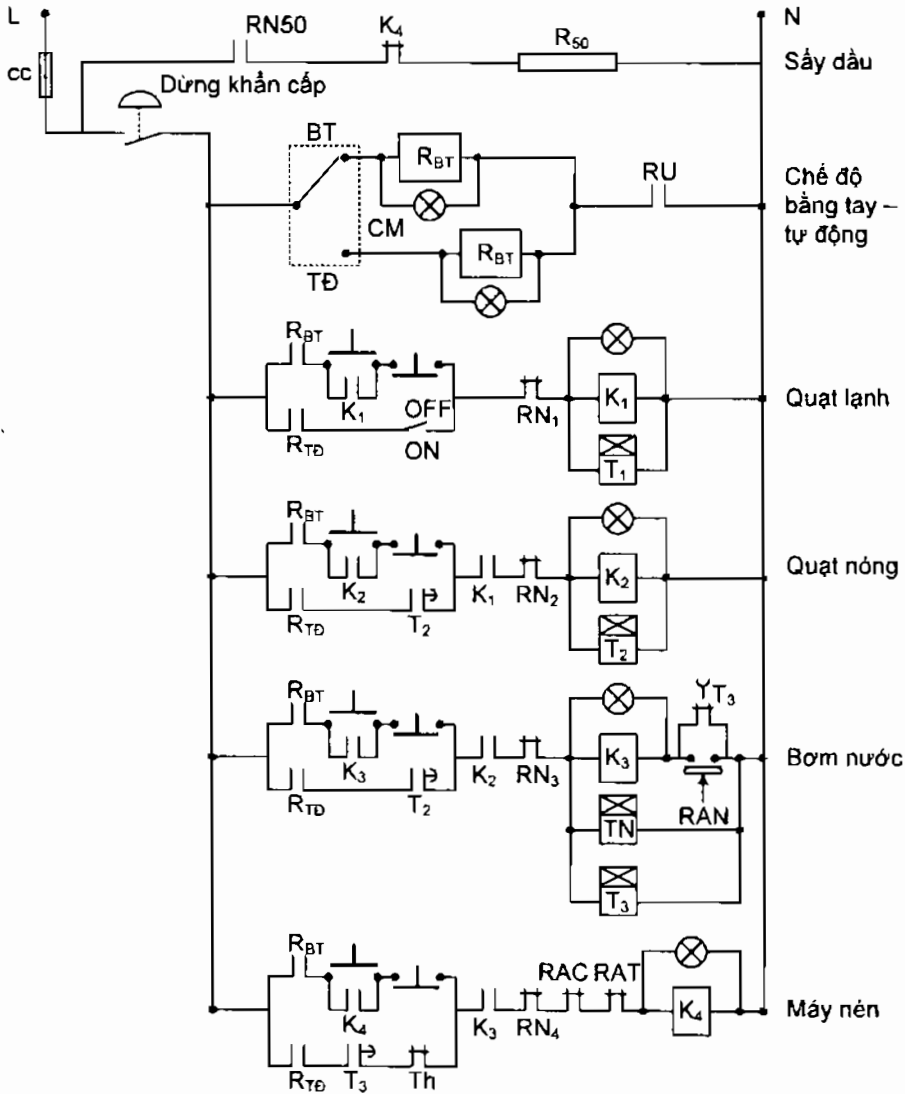 L RN50 K4 R50 N
CC Sấy dầu
Dừng khẩn cấp
BT RBT RU Chế độ
CM bằng tay –
RBT tự động
TĐ
RBT
K1 OFF RN1 K1 Quạt lạnh
RTĐ ON T1
RBT
K2 K1 RN2 K2 Quạt nóng
RTĐ T2 T2
RBT T3
K3 K2 RN3 K3 Bơm nước
RTĐ T2 TN RAN
T3
RBT RAC RAT
K4 K3 RN4 K4 Máy nén
RTĐ T3 Th